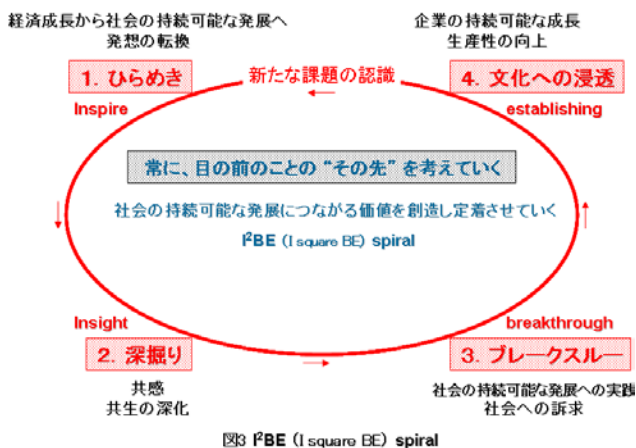 経済成長から社会の持続可能な発展へ
発想の転換
企業の持続可能な成長
生産性の向上
1. ひらめき
新たな課題の認識
4. 文化への浸透
Inspire
establishing
常に、目の前のことの“その先”を考えていく
社会の持続可能な発展につながる価値を創造し定着させていく
I²BE (I square BE) spiral
Insight
breakthrough
2. 深掘り
3. ブレークスルー
共感
共生の深化
社会の持続可能な発展への実践
社会への訴求
図3 I²BE (I square BE) spiral